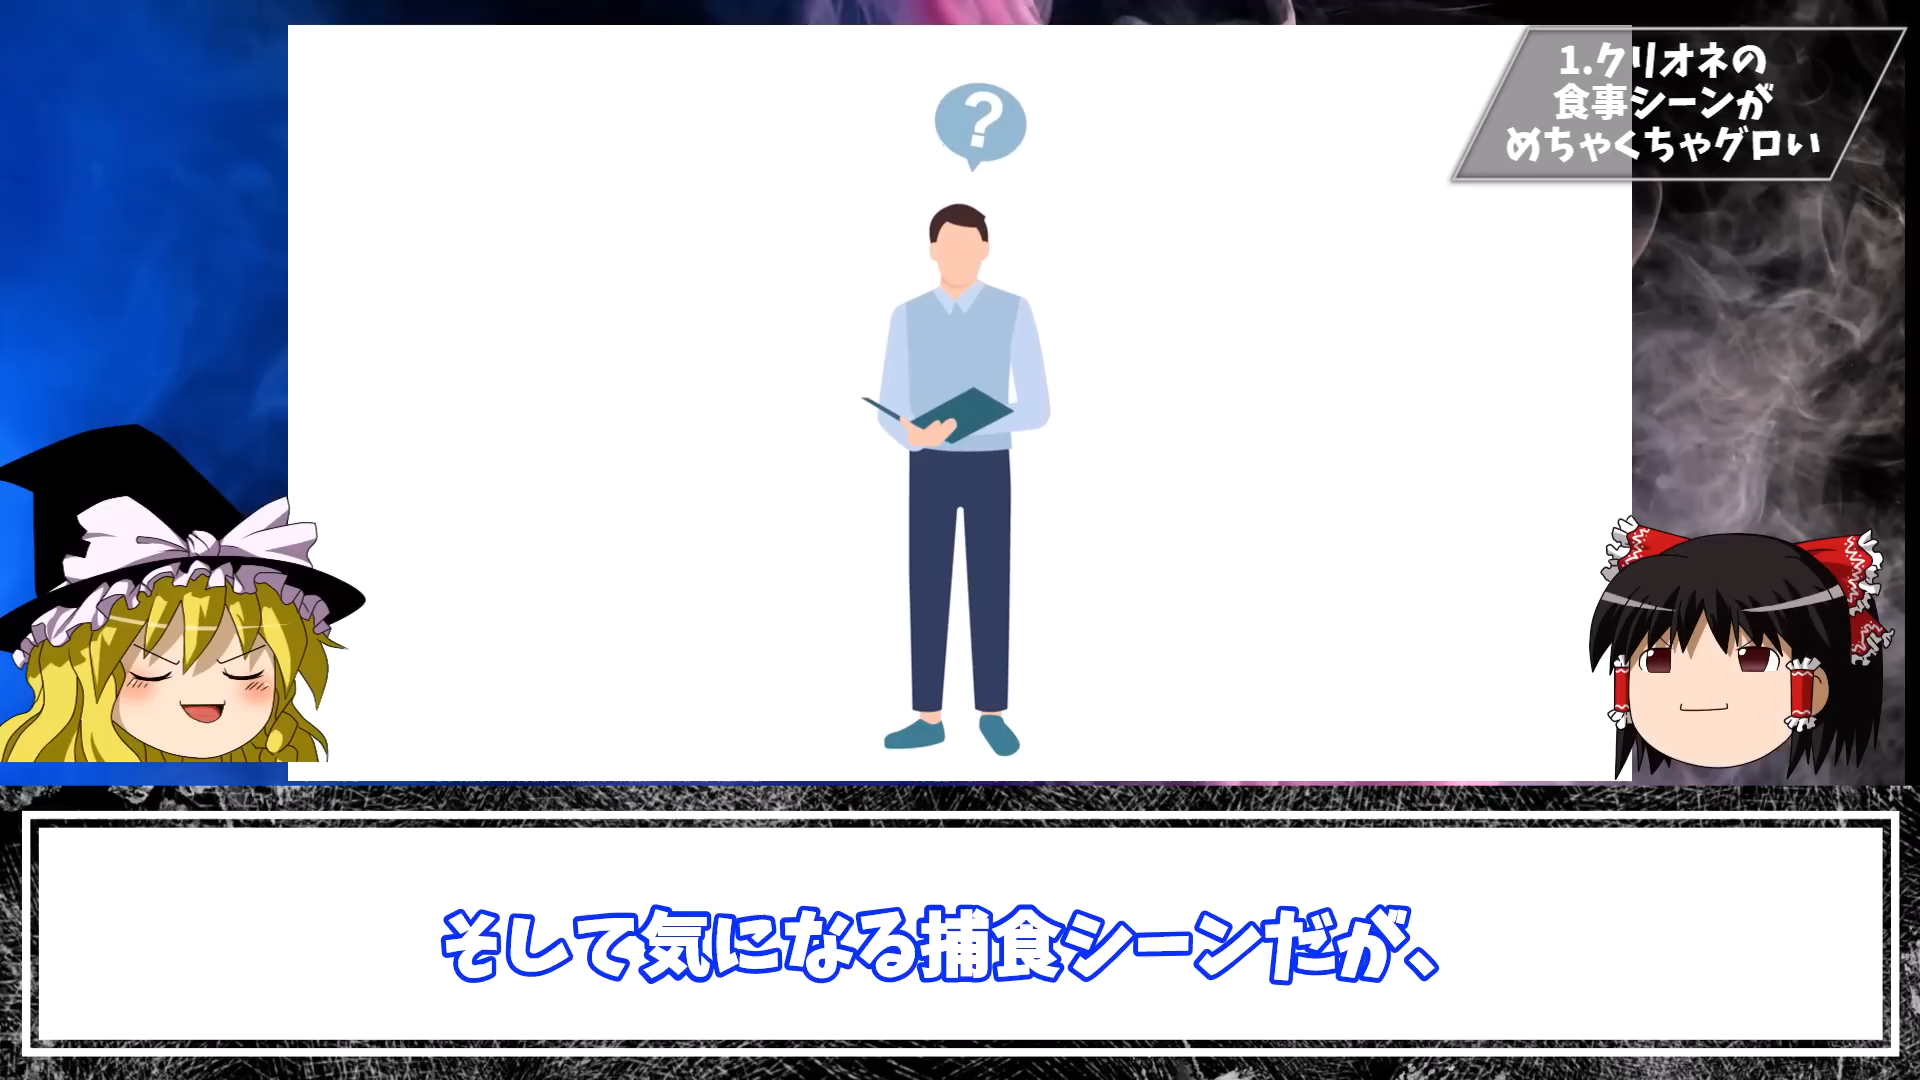 ?
1.クリオネの
食事シーンが
めちゃくちゃグロい
そして気になる捕食シーンだが、